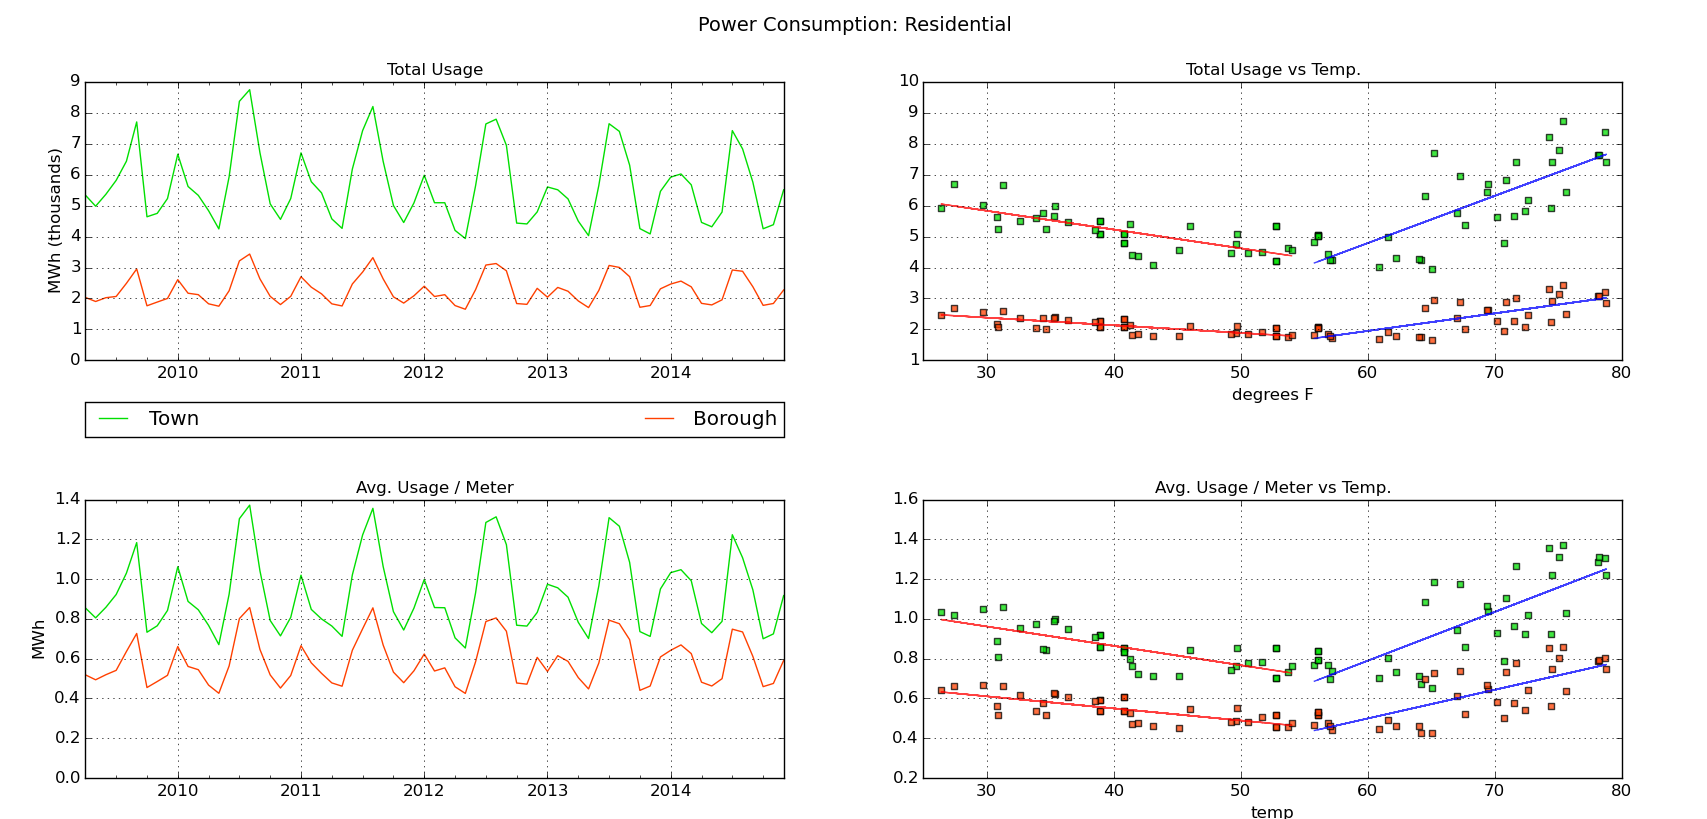 Power Consumption: Residential
Total Usage
9
8
7
6
5
4
3
2
1
0
MWh (thousands)
2010 2011 2012 2013 2014
Town Borough
Total Usage vs Temp.
10
9
8
7
6
5
4
3
2
1
30 40 50 60 70 80
degrees F
Avg. Usage / Meter
1.4
1.2
1.0
0.8
0.6
0.4
0.2
0.0
MWh
2010 2011 2012 2013 2014
Avg. Usage / Meter vs Temp.
1.6
1.4
1.2
1.0
0.8
0.6
0.4
0.2
30 40 50 60 70 80
temp